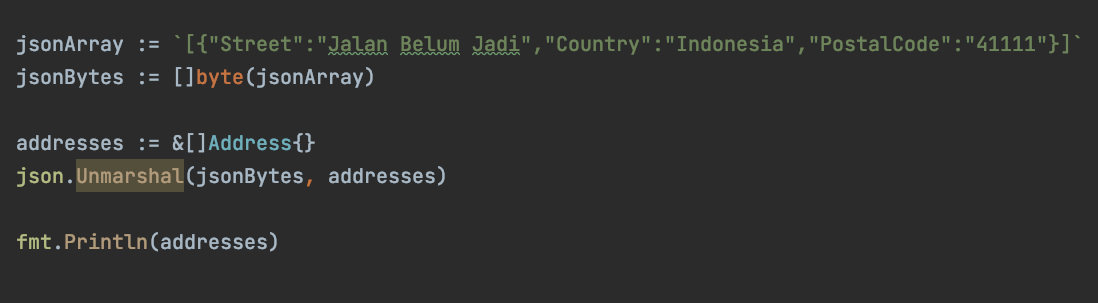 jsonArray := `[{"Street":"Jalan Belum Jadi","Country":"Indonesia","PostalCode":"41111"}]`
jsonBytes := []byte(jsonArray)
addresses := &[]Address{}
json.Unmarshal(jsonBytes, addresses)
fmt.Println(addresses)